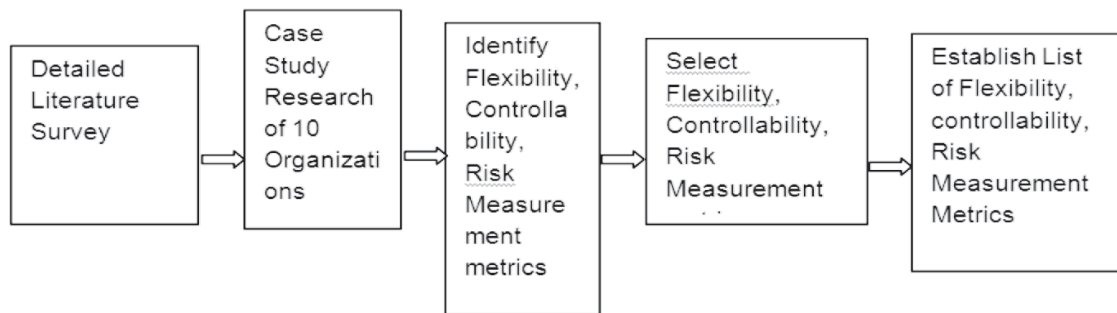 Detailed
Literature
Survey
Case
Study
Research
of 10
Organizati
ons
Identify
Flexibility,
Controlla
bility,
Risk
Measure
ment
metrics
Select
Flexibility,
Controllability,
Risk
Measurement
Establish List
of Flexibility,
controllability,
Risk
Measurement
Metrics